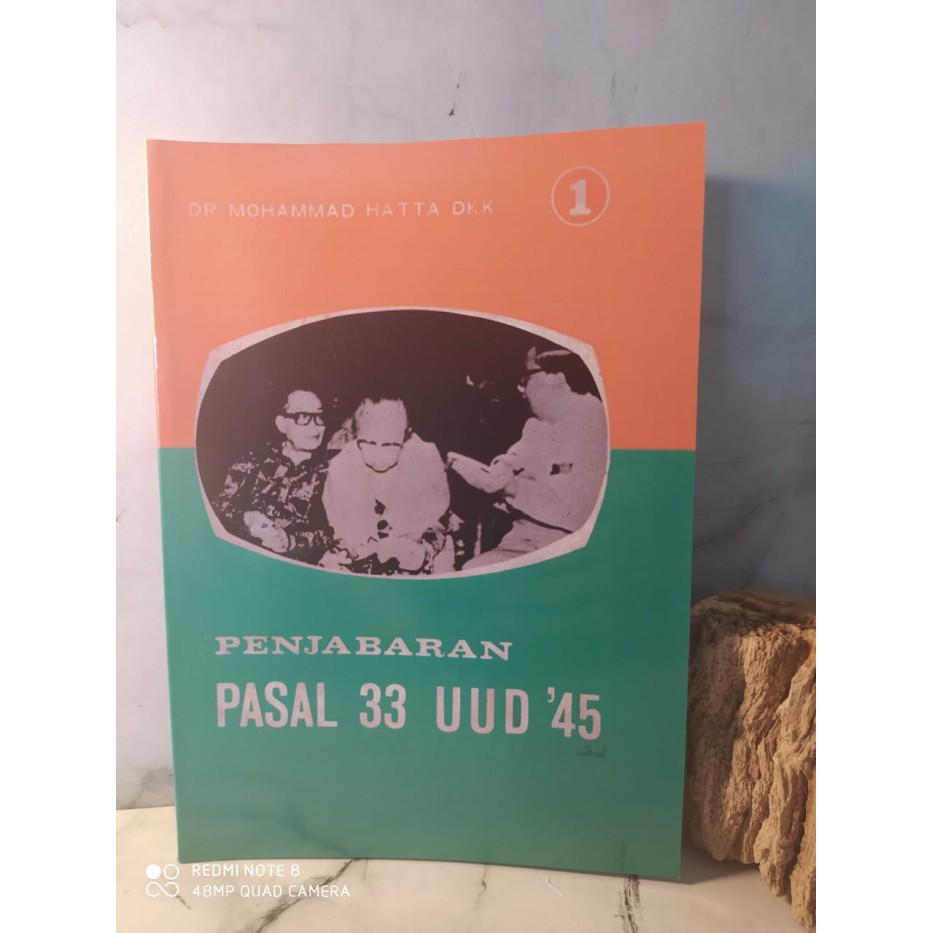 DR MOHAMMAD HATTA DKK
1
PENJABARAN
PASAL 33 UUD '45
REDMI NOTE 8
48MP QUAD CAMERA